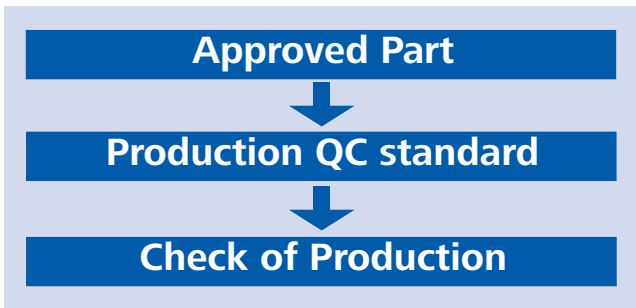 Approved Part
Production QC standard
Check of Production